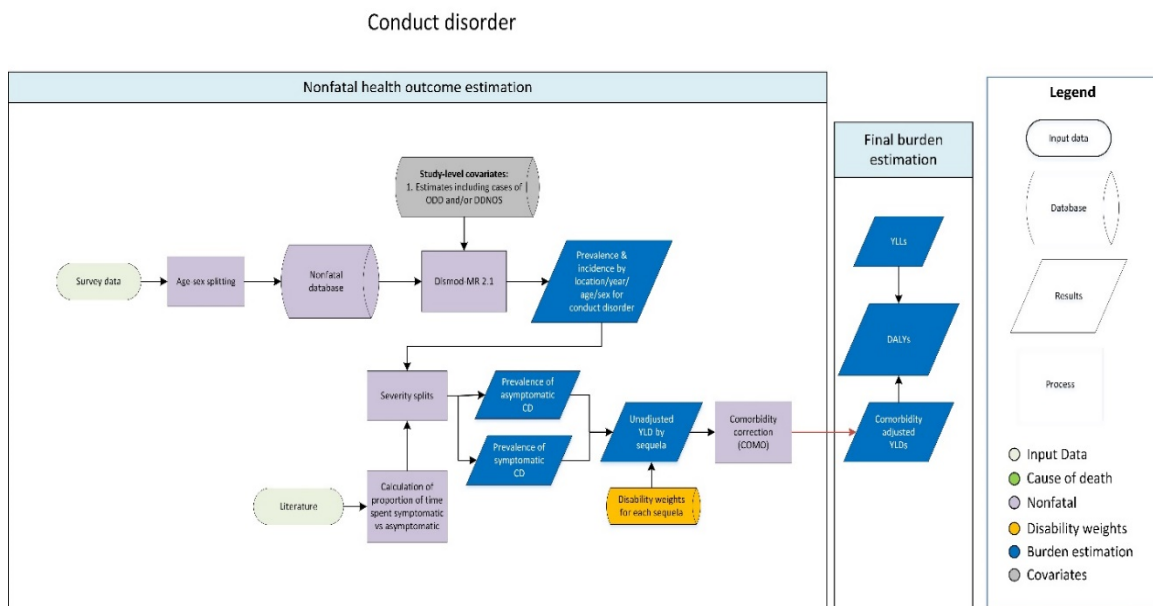 Conduct disorder
Nonfatal health outcome estimation
Study-level covariates:
1. Estimates including cases of
ODD and/or DDNOS
Survey data
Age-sex splitting
Nonfatal
database
Dismod-MR 2.1
Prevalence &
incidence by
location/year/
age/sex for
conduct disorder
Severity splits
Prevalence of
asymptomatic
CD
Prevalence of
symptomatic CD
Unadjusted
YLD by
sequela
Comorbidity
correction
(COMO)
Literature
Calculation of
proportion of time
spent symptomatic
vs asymptomatic
Disability weights
for each sequela
Final burden
estimation
YLLs
DALYs
Comorbidity
adjusted
YLDs
Legend
Input data
Database
Results
Process
Input Data
Cause of death
Nonfatal
Disability weights
Burden estimation
Covariates